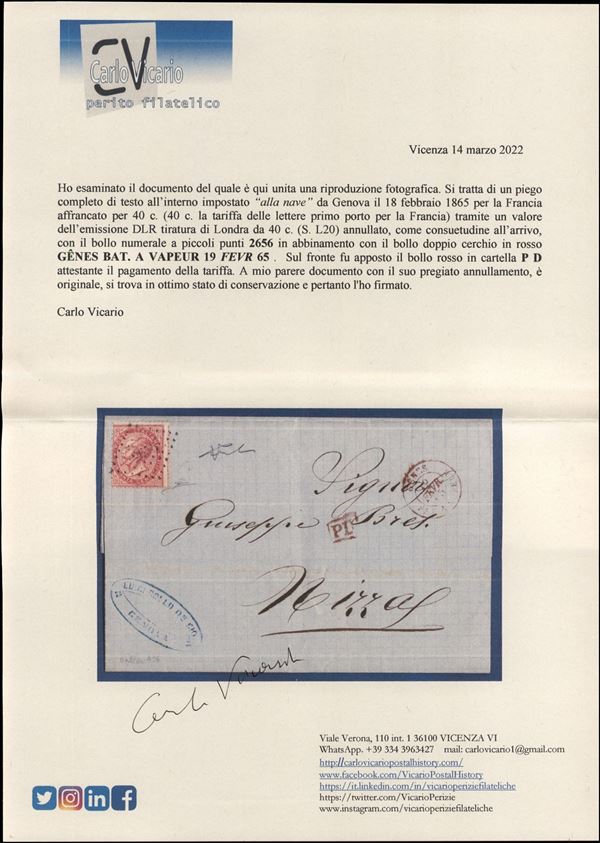 CV
Carlo Vicario
perito filatelico
Vicenza 14 marzo 2022
Ho esaminato il documento del quale è qui unita una riproduzione fotografica. Si tratta di un piego
completo di testo all'interno impostato “alla nave” da Genova il 18 febbraio 1865 per la Francia
affrancato per 40 c. (40 c. la tariffa delle lettere primo porto per la Francia) tramite un valore
dell'emissione DLR tiratura di Londra da 40 c. (S. L20) annullato, come consuetudine all'arrivo,
con il bollo numerale a piccoli punti 2656 in abbinamento con il bollo doppio cerchio in rosso
GÊNES BAT. A VAPEUR 19 FEVR 65 . Sul fronte fu apposto il bollo rosso in cartella P D
attestante il pagamento della tariffa. A mio parere documento con il suo pregiato annullamento, è
originale, si trova in ottimo stato di conservazione e pertanto l'ho firmato.
Carlo Vicario
Signor
Giuseppe Bres.
Nizza
GENOVA
Viale Verona, 110 int. 1 36100 VICENZA VI
WhatsApp. +39 334 3963427 mail: carlovicario1@gmail.com
http://carlovicariopostalhistory.com/
www.facebook.com/VicarioPostalHistory
https://it.linkedin.com/in/vicarioperiziefilateliche
https://twitter.com/VicarioPerizie
www.instagram.com/vicarioperiziefilateliche